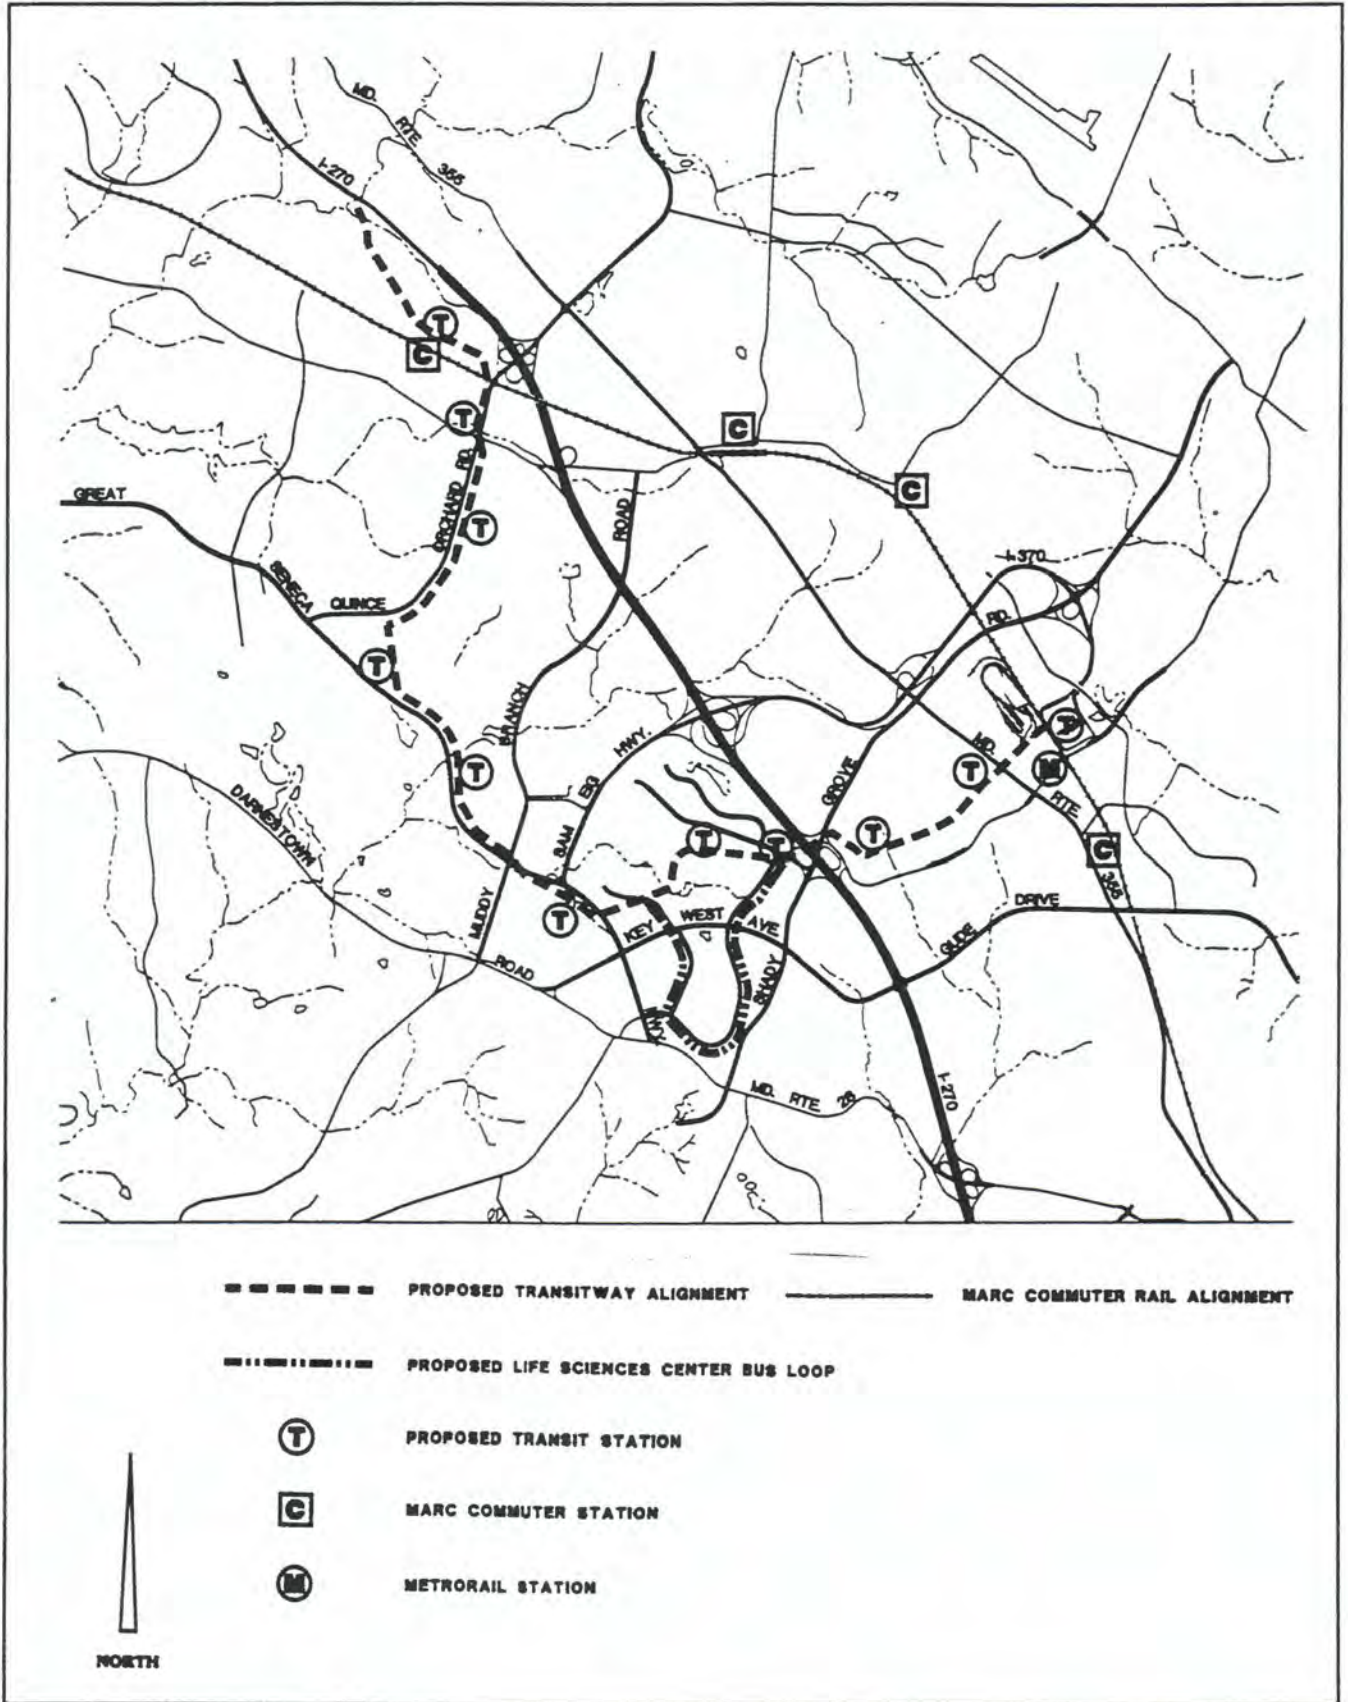 MD.
RTE
355
I-270
T
C
C
T
C
GREAT
ORCHARD RD.
T
ROAD
I-370
SENECA
QUINCE
RD.
T
BRANCH
HWY.
MD.
T
T
M
GROVE
DARNESTOWN
BIG
RTE
SAM
T
T
T
C
355
MUDDY
T
KEY
WEST
AVE.
DRIVE
GUDE
ROAD
SHADY
HWY.
MD. RTE 28
I-270
PROPOSED TRANSITWAY ALIGNMENT
MARC COMMUTER RAIL ALIGNMENT
PROPOSED LIFE SCIENCES CENTER BUS LOOP
T PROPOSED TRANSIT STATION
C MARC COMMUTER STATION
M METRORAIL STATION
NORTH